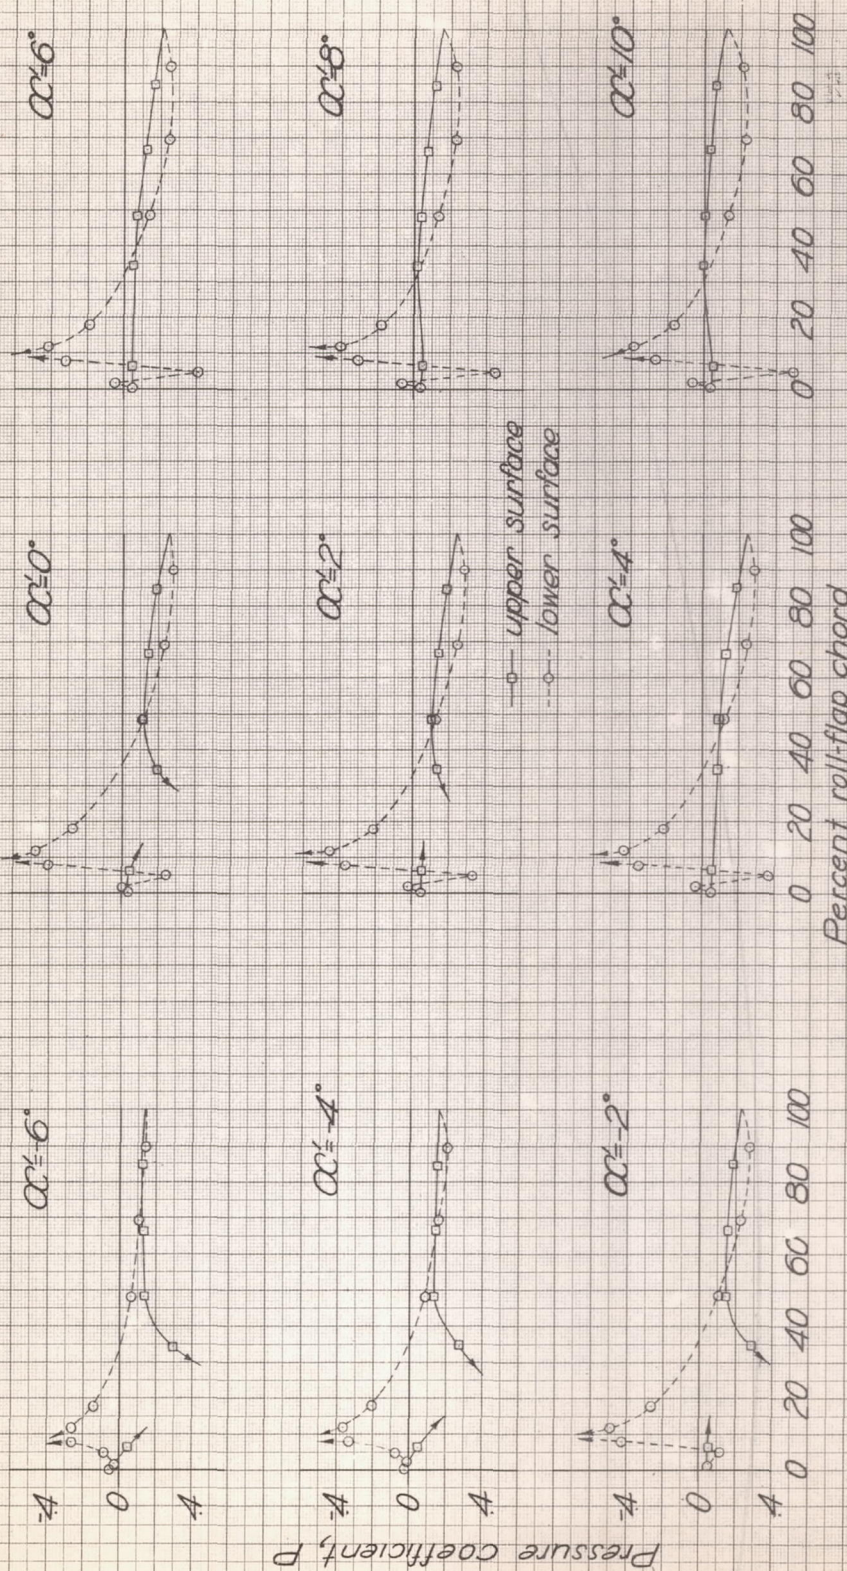 α'=-6°
α'=0°
α'=6°
α'=-4°
α'=2°
α'=8°
upper surface
lower surface
α'=-2°
α'=4°
α'=10°
-.4
0
.4
-.4
0
.4
-.4
0
.4
Pressure coefficient, P
0 20 40 60 80 100
0 20 40 60 80 100
0 20 40 60 80 100
Percent roll-flap chord